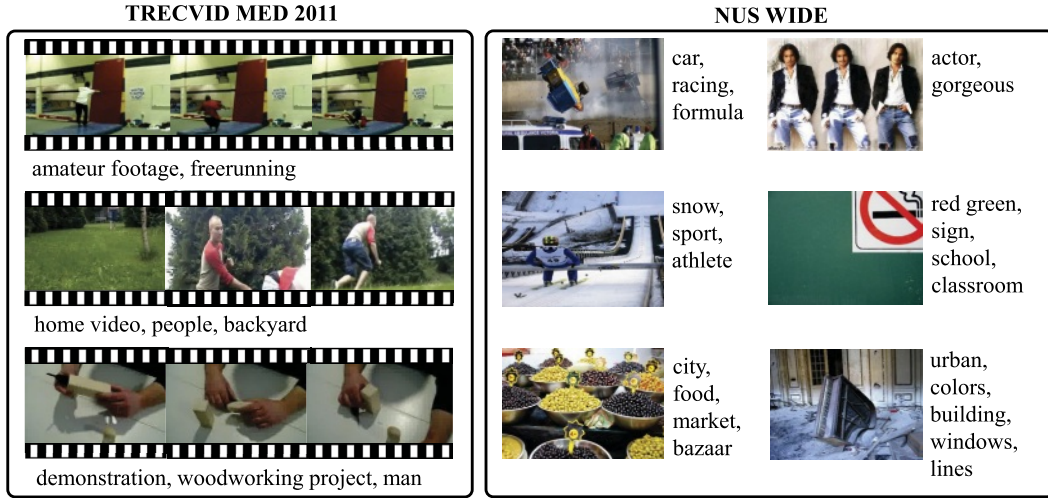 TRECVID MED 2011
amateur footage, freerunning
home video, people, backyard
demonstration, woodworking project, man
NUS WIDE
car,
racing,
formula
actor,
gorgeous
snow,
sport,
athlete
red green,
sign,
school,
classroom
city,
food,
market,
bazaar
urban,
colors,
building,
windows,
lines